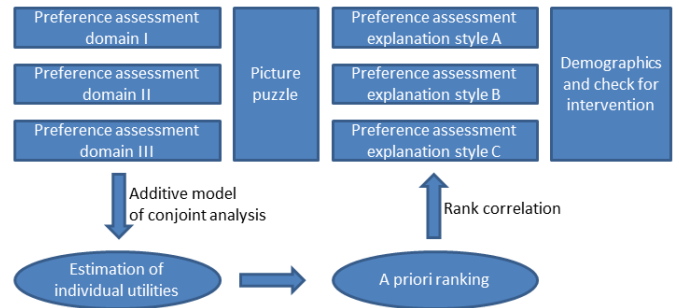 Preference assessment
domain I
Preference assessment
domain II
Preference assessment
domain III
Picture
puzzle
Preference assessment
explanation style A
Preference assessment
explanation style B
Preference assessment
explanation style C
Demographics
and check for
intervention
Additive model
of conjoint analysis
Rank correlation
Estimation of
individual utilities
A priori ranking